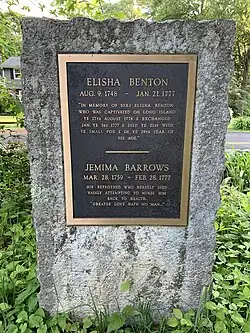 ELISHA BENTON
AUG. 9, 1748 - JAN. 21, 1777
"IN MEMORY OF SERJ ELISHA BENTON
WHO WAS CAPTIVATED ON LONG ISLAND
YE 27TH AUGUST 1776 & EXCHANGED
JAN. YE 3RD 1777 & DIED YE 21ST WITH
YE SMALL POX & IN YE 29TH YEAR OF
HIS AGE."
JEMIMA BARROWS
MAR. 28, 1759 - FEB. 28, 1777
HIS BETROTHED WHO HERSELF DIED
VAINLY ATTEMPTING TO NURSE HIM
BACK TO HEALTH.
"GREATER LOVE HATH NO MAN..."